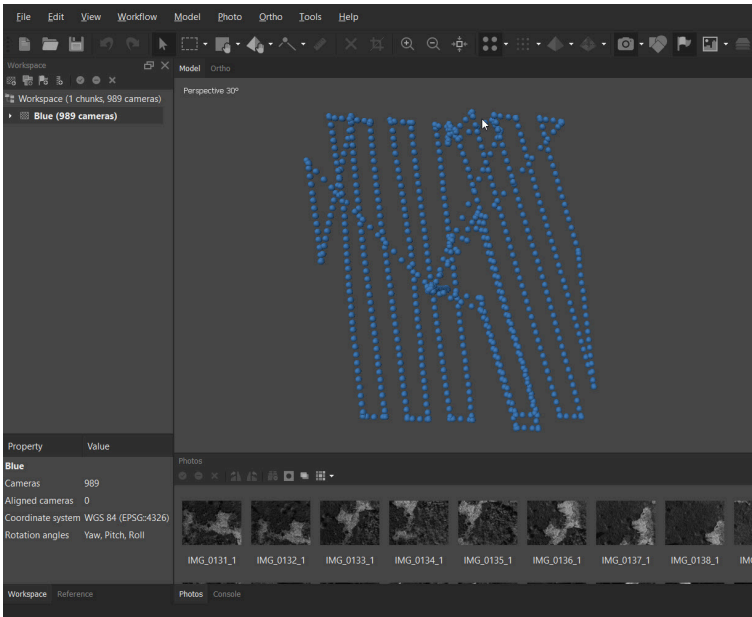 File Edit View Workflow Model Photo Ortho Tools Help
Workspace
Model Ortho
Perspective 30°
Workspace (1 chunks, 989 cameras)
Blue (989 cameras)
Property Value
Blue
Cameras 989
Aligned cameras 0
Coordinate system WGS 84 (EPSG::4326)
Rotation angles Yaw, Pitch, Roll
Photos
IMG_0131_1 IMG_0132_1 IMG_0133_1 IMG_0134_1 IMG_0135_1 IMG_0136_1 IMG_0137_1 IMG_0138_1 IM
Workspace Reference
Photos Console